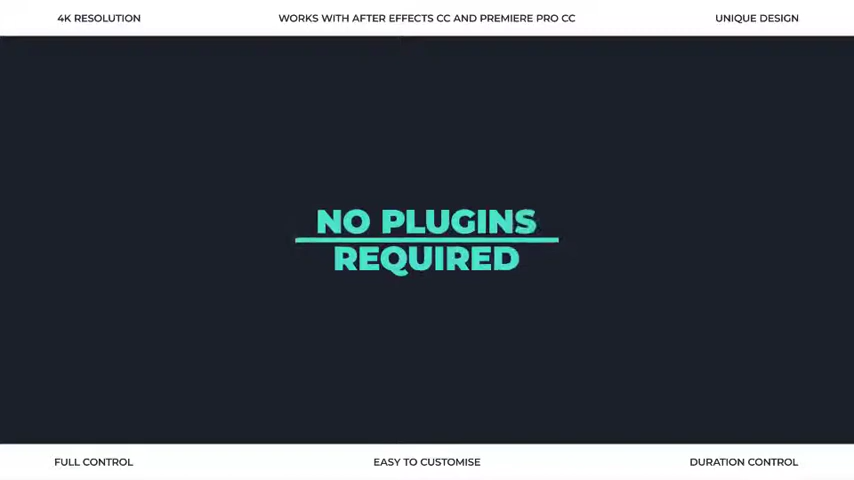 4K RESOLUTION
WORKS WITH AFTER EFFECTS CC AND PREMIERE PRO CC
UNIQUE DESIGN
NO PLUGINS
REQUIRED
FULL CONTROL
EASY TO CUSTOMISE
DURATION CONTROL